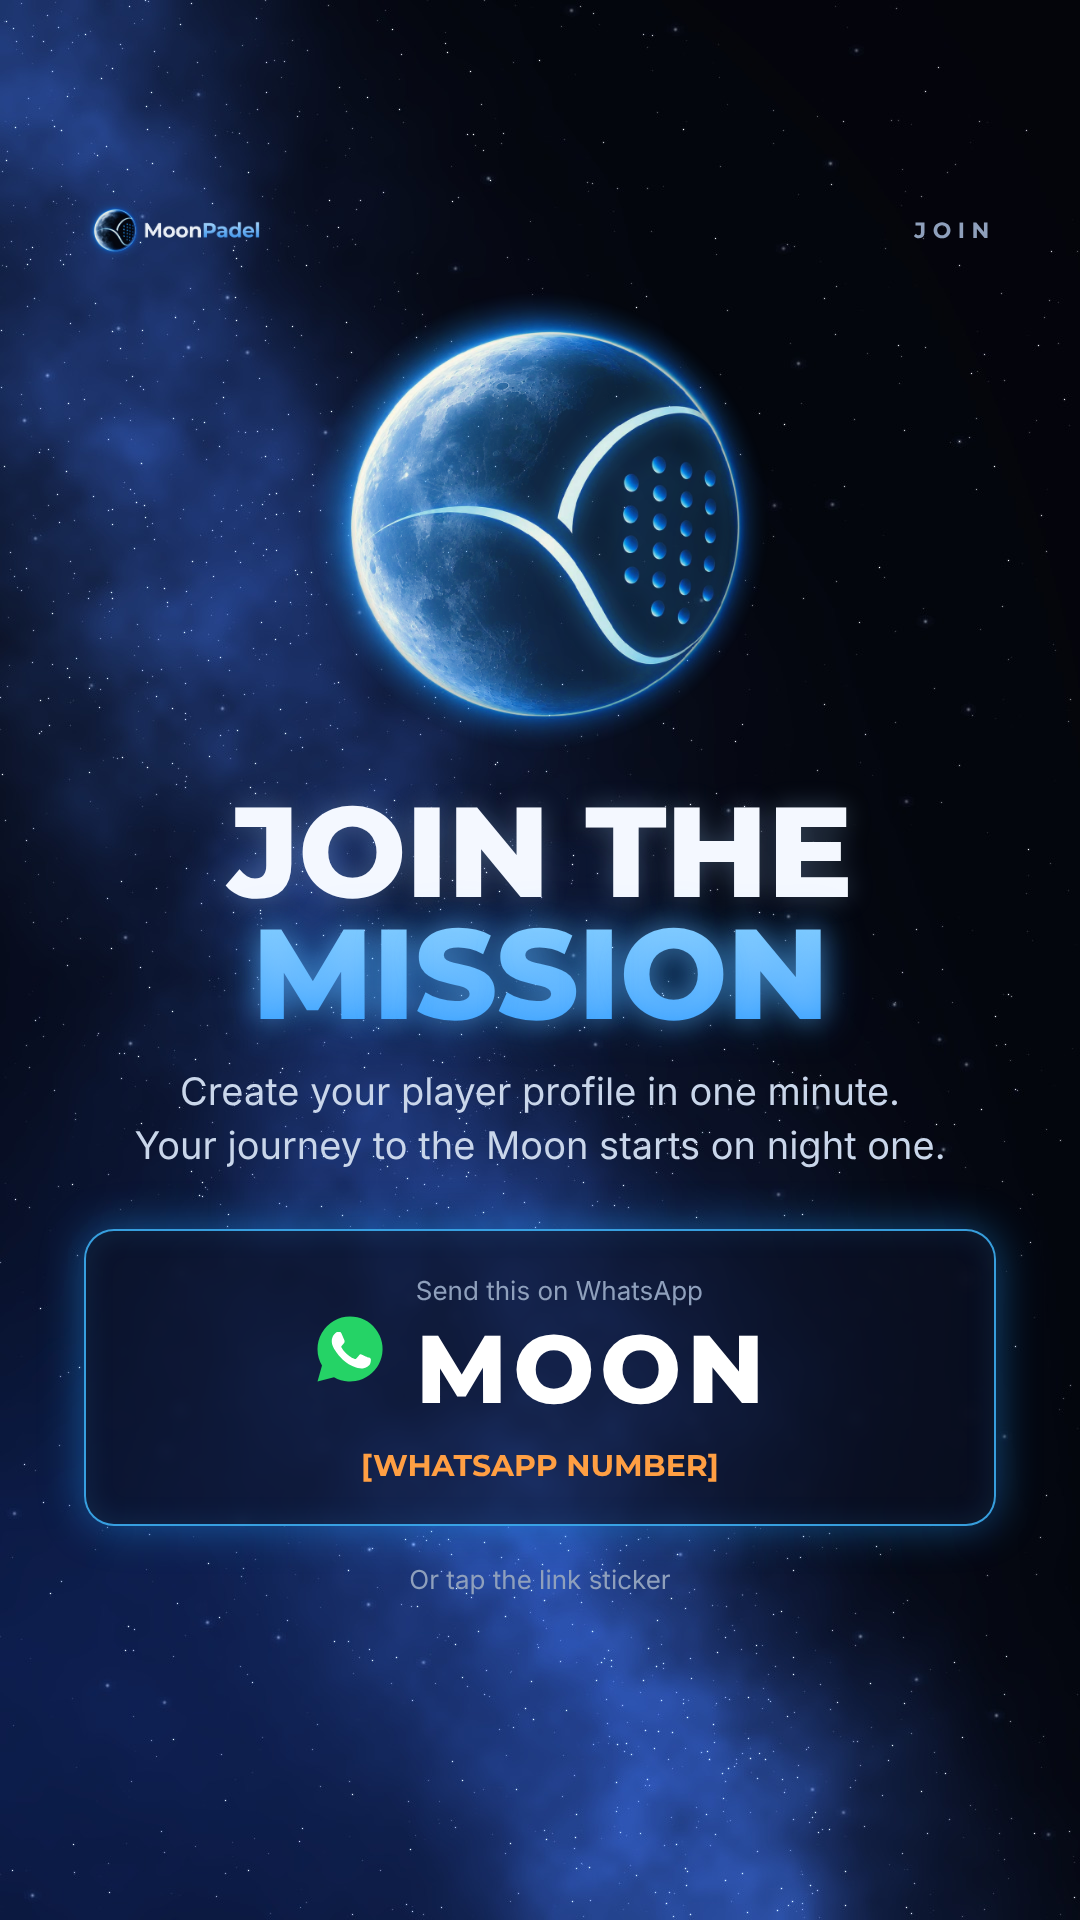 MoonPadel
JOIN
JOIN THE
MISSION
Create your player profile in one minute.
Your journey to the Moon starts on night one.
Send this on WhatsApp
MOON
[WHATSAPP NUMBER]
Or tap the link sticker